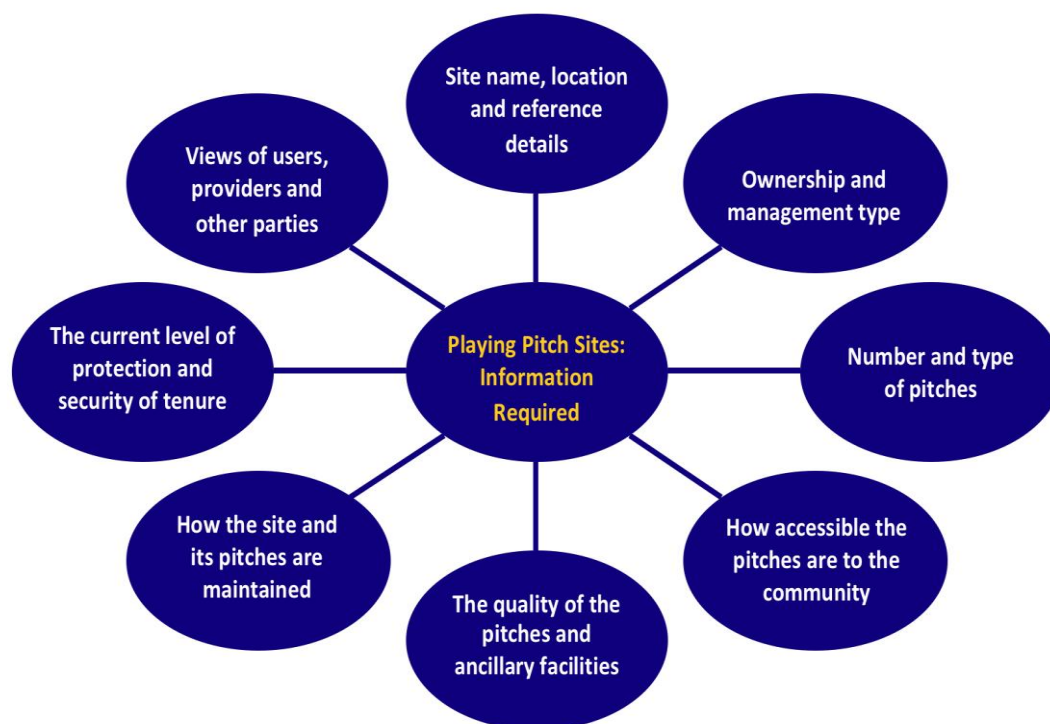 Site name, location
and reference
details
Ownership and
management type
Number and type
of pitches
How accessible the
pitches are to the
community
The quality of the
pitches and
ancillary facilities
How the site and
its pitches are
maintained
The current level of
protection and
security of tenure
Views of users,
providers and
other parties
Playing Pitch Sites:
Information
Required